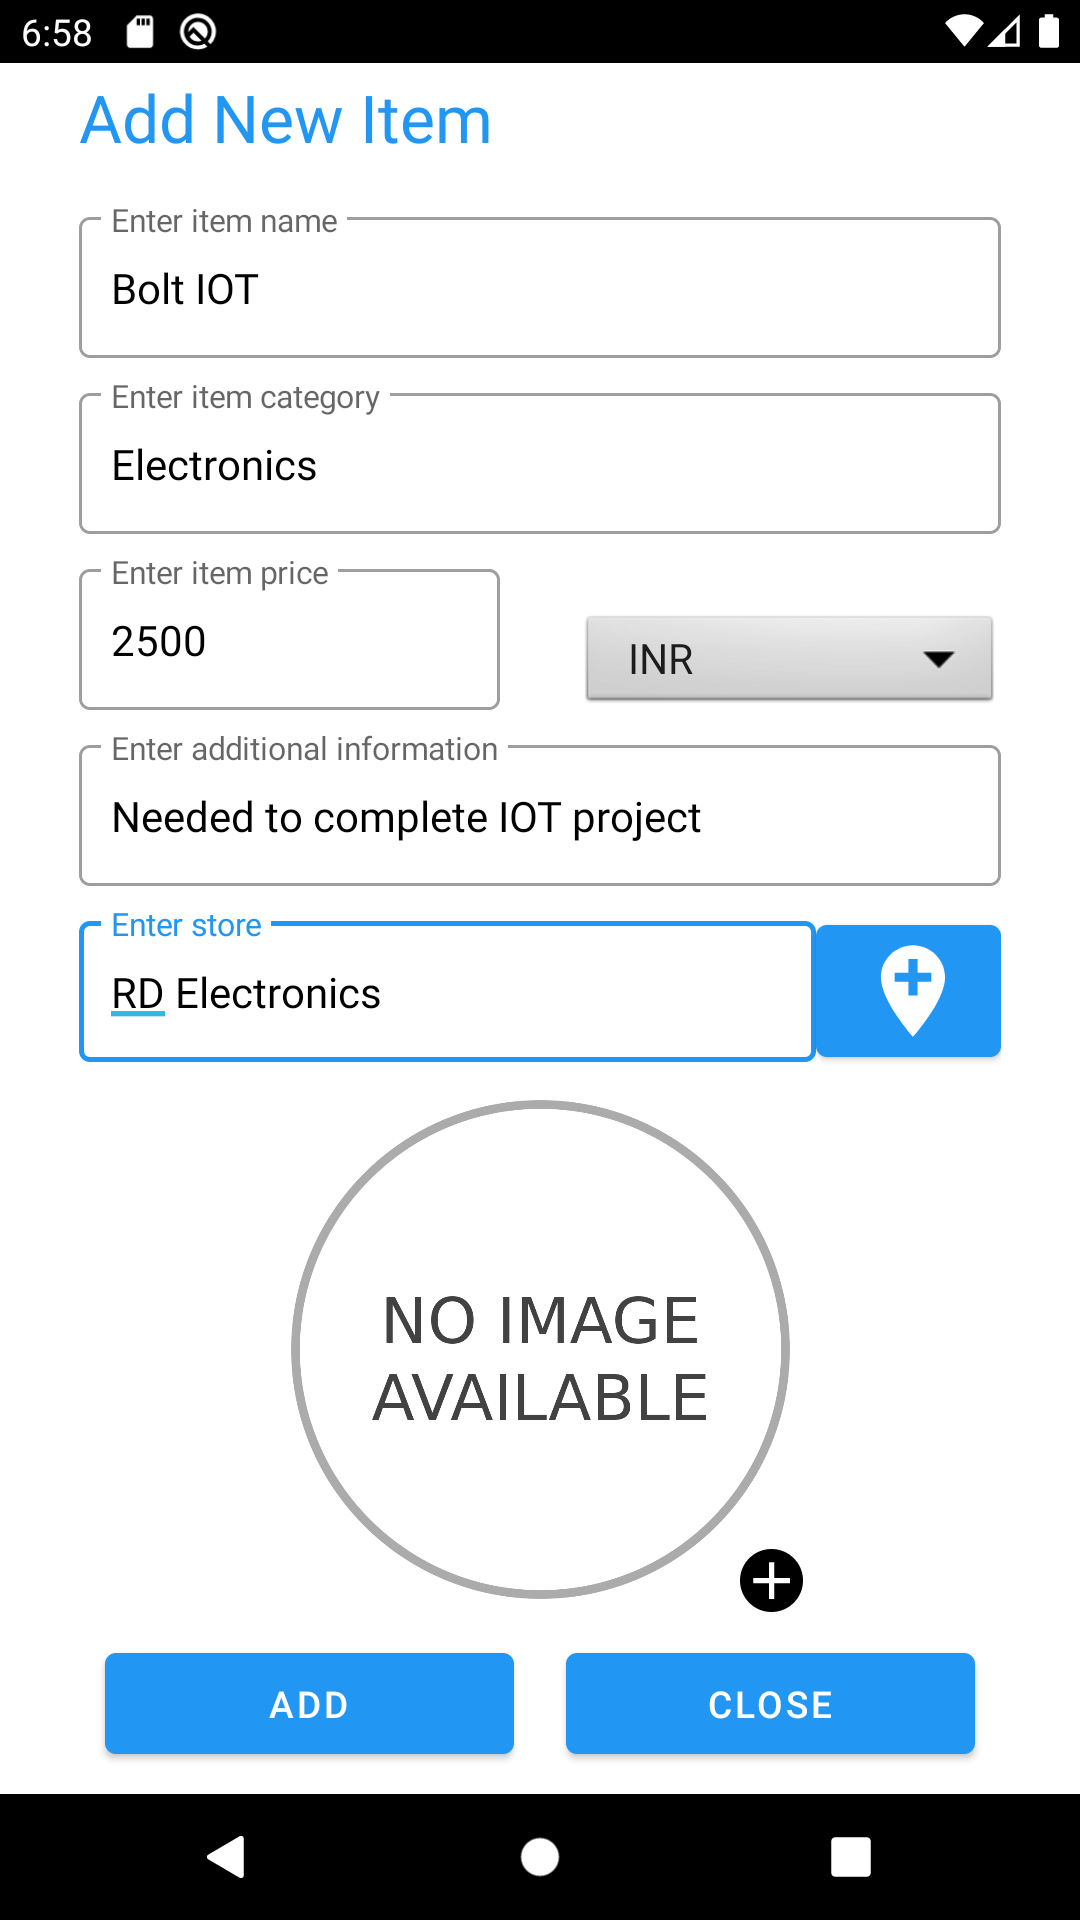 6:58
Add New Item
Enter item name
Bolt IOT
Enter item category
Electronics
Enter item price
2500
INR
Enter additional information
Needed to complete IOT project
Enter store
RD Electronics
NO IMAGE
AVAILABLE
ADD
CLOSE